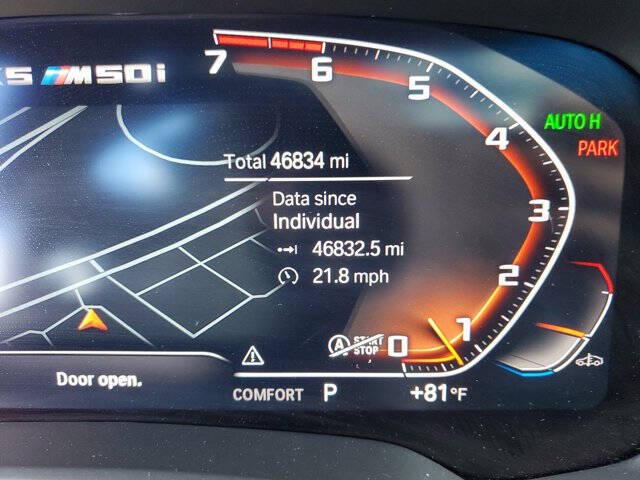 X5 M50i
7
6
5
4
3
2
1
0
AUTO H
PARK
Total 46834 mi
Data since
Individual
46832.5 mi
21.8 mph
A START
STOP
Door open.
COMFORT P +81°F